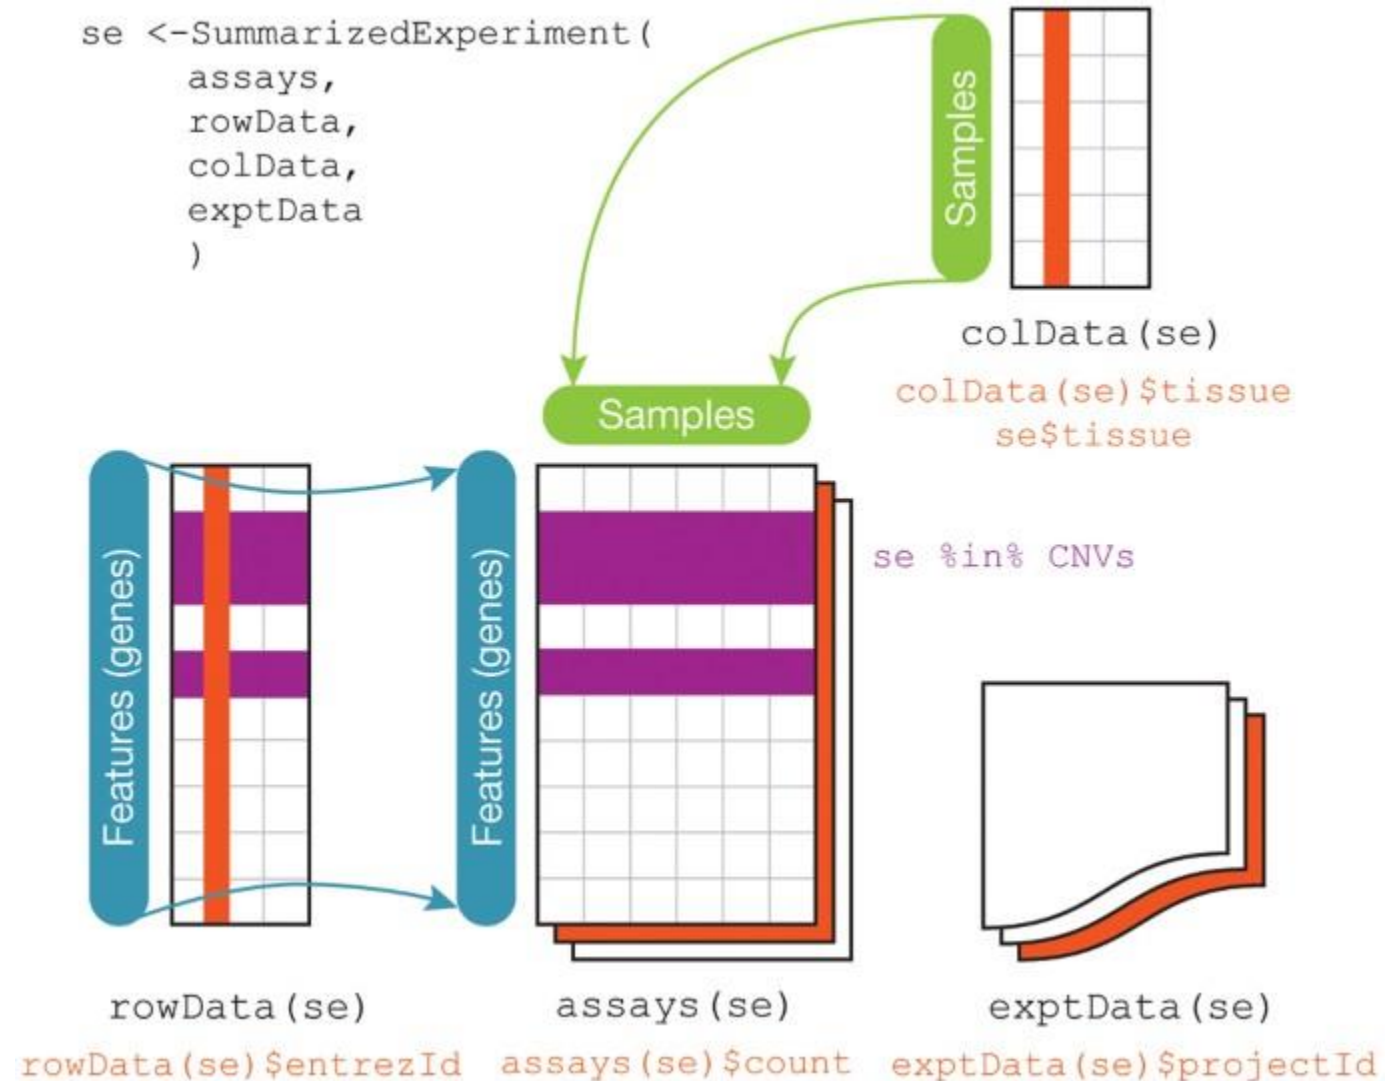 se <-SummarizedExperiment(
assays,
rowData,
colData,
exptData
)
Samples
colData(se)
colData(se)$tissue
se$tissue
Samples
Features (genes)
Features (genes)
se %in% CNVs
rowData(se)
assays(se)
exptData(se)
rowData(se)$entrezId
assays(se)$count
exptData(se)$projectId